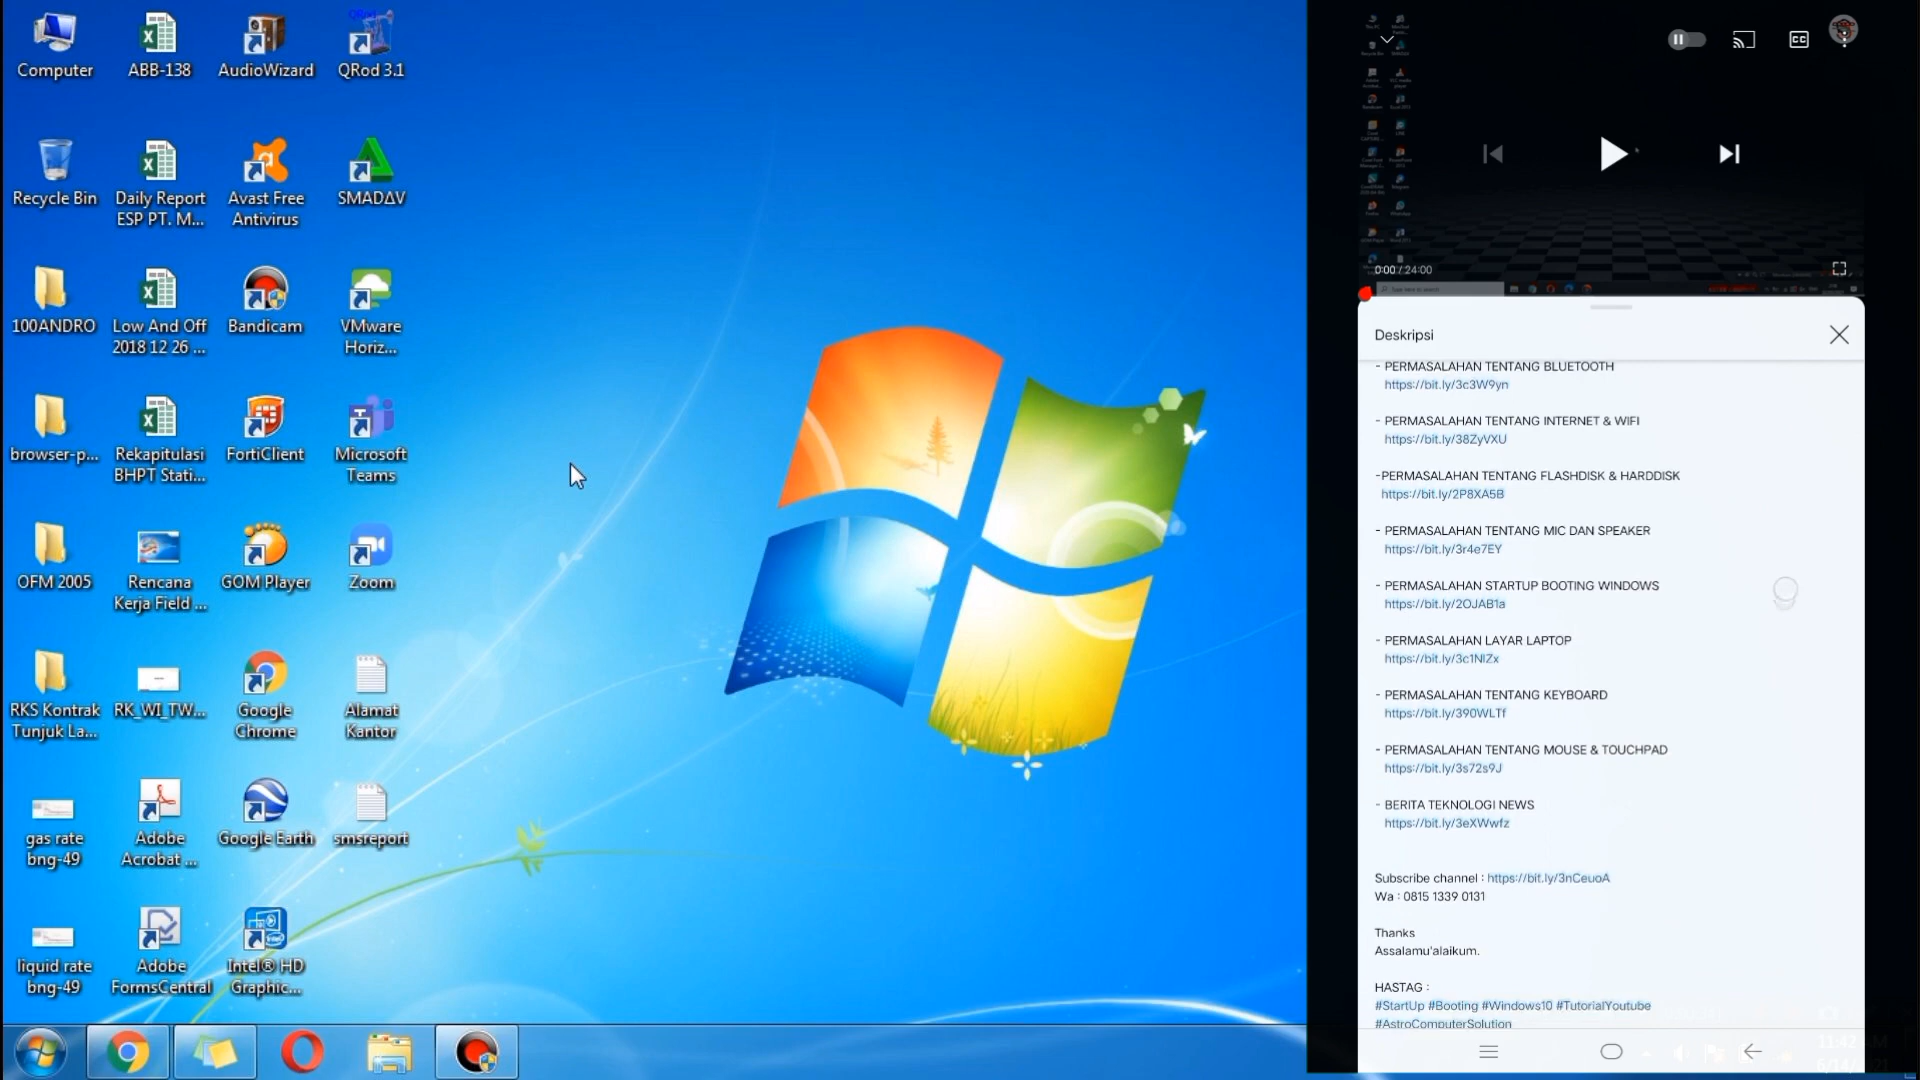 Computer
ABB-138
AudioWizard
QRod
QRod 3.1
Recycle Bin
Daily Report
ESP PT. M...
Avast Free
Antivirus
SMADΔV
100ANDRO
Low And Off
2018 12 26 ...
Bandicam
VMware
Horiz...
browser-p...
Rekapitulasi
BHPT Stati...
FortiClient
Microsoft
Teams
OFM 2005
Rencana
Kerja Field ...
GOM Player
Zoom
RKS Kontrak
Tunjuk La...
RK_WI_TW...
Google
Chrome
Alamat
Kantor
gas rate
bng-49
Adobe
Acrobat ...
Google Earth
smsreport
liquid rate
bng-49
Adobe
FormsCentral
Intel® HD
Graphic...
CC
0:00 / 24:00
Deskripsi
- PERMASALAHAN TENTANG BLUETOOTH
https://bit.ly/3c3W9yn
- PERMASALAHAN TENTANG INTERNET & WIFI
https://bit.ly/38ZyVXU
-PERMASALAHAN TENTANG FLASHDISK & HARDDISK
https://bit.ly/2P8XA5B
- PERMASALAHAN TENTANG MIC DAN SPEAKER
https://bit.ly/3r4e7EY
- PERMASALAHAN STARTUP BOOTING WINDOWS
https://bit.ly/2OJAB1a
- PERMASALAHAN LAYAR LAPTOP
https://bit.ly/3c1NIZx
- PERMASALAHAN TENTANG KEYBOARD
https://bit.ly/390WLTf
- PERMASALAHAN TENTANG MOUSE & TOUCHPAD
https://bit.ly/3s72s9J
- BERITA TEKNOLOGI NEWS
https://bit.ly/3eXWwfz
Subscribe channel : https://bit.ly/3nCeuoA
Wa : 0815 1339 0131
Thanks
Assalamu'alaikum.
HASTAG :
#StartUp #Booting #Windows10 #TutorialYoutube
#AstroComputerSolution